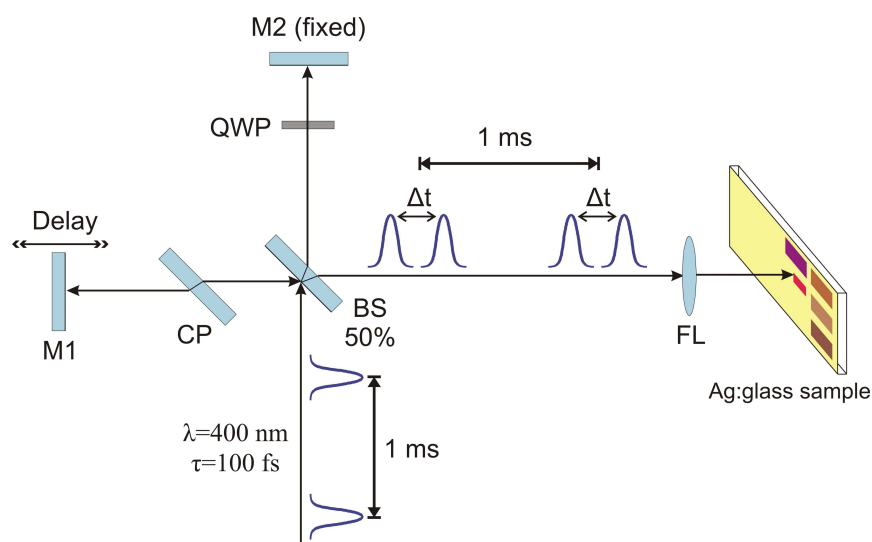 M2 (fixed)
QWP
1 ms
Δt
Δt
Delay
M1
CP
BS
50%
FL
Ag:glass sample
λ=400 nm
τ=100 fs
1 ms